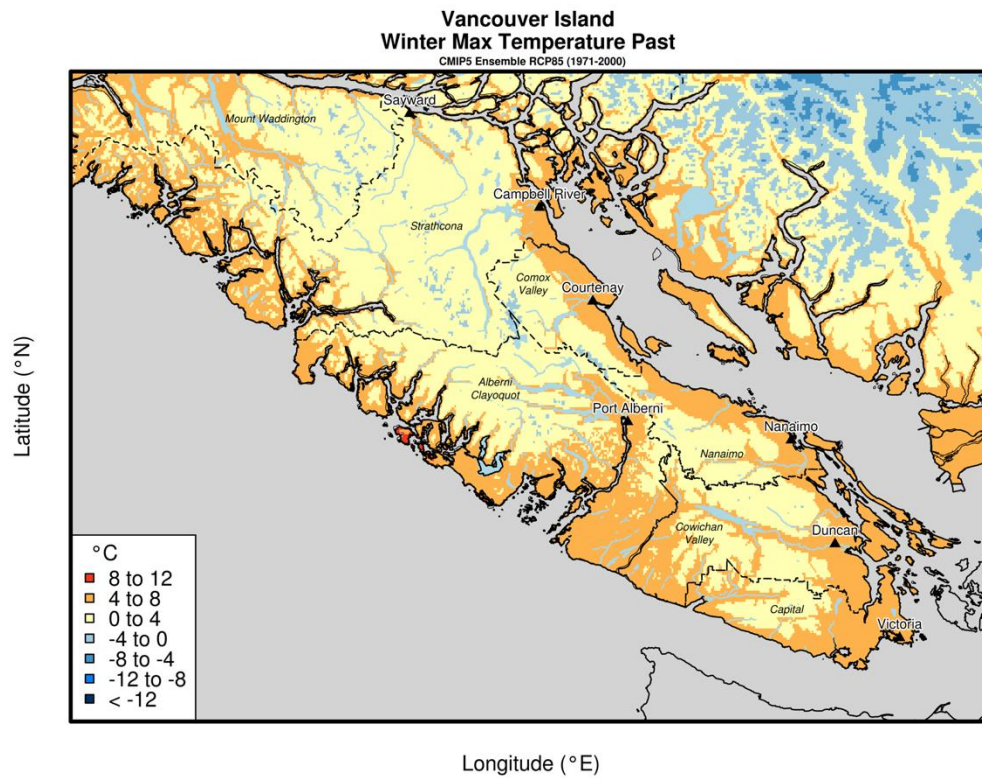 Vancouver Island
Winter Max Temperature Past
CMIP5 Ensemble RCP85 (1971-2000)
Sayward
Mount Waddington
Campbell River
Strathcona
Comox
Valley
Courtenay
Alberni
Clayoquot
Port Alberni
Nanaimo
Nanaimo
Cowichan
Valley
Duncan
Capital
Victoria
Latitude (°N)
°C
8 to 12
4 to 8
0 to 4
-4 to 0
-8 to -4
-12 to -8
< -12
Longitude (°E)